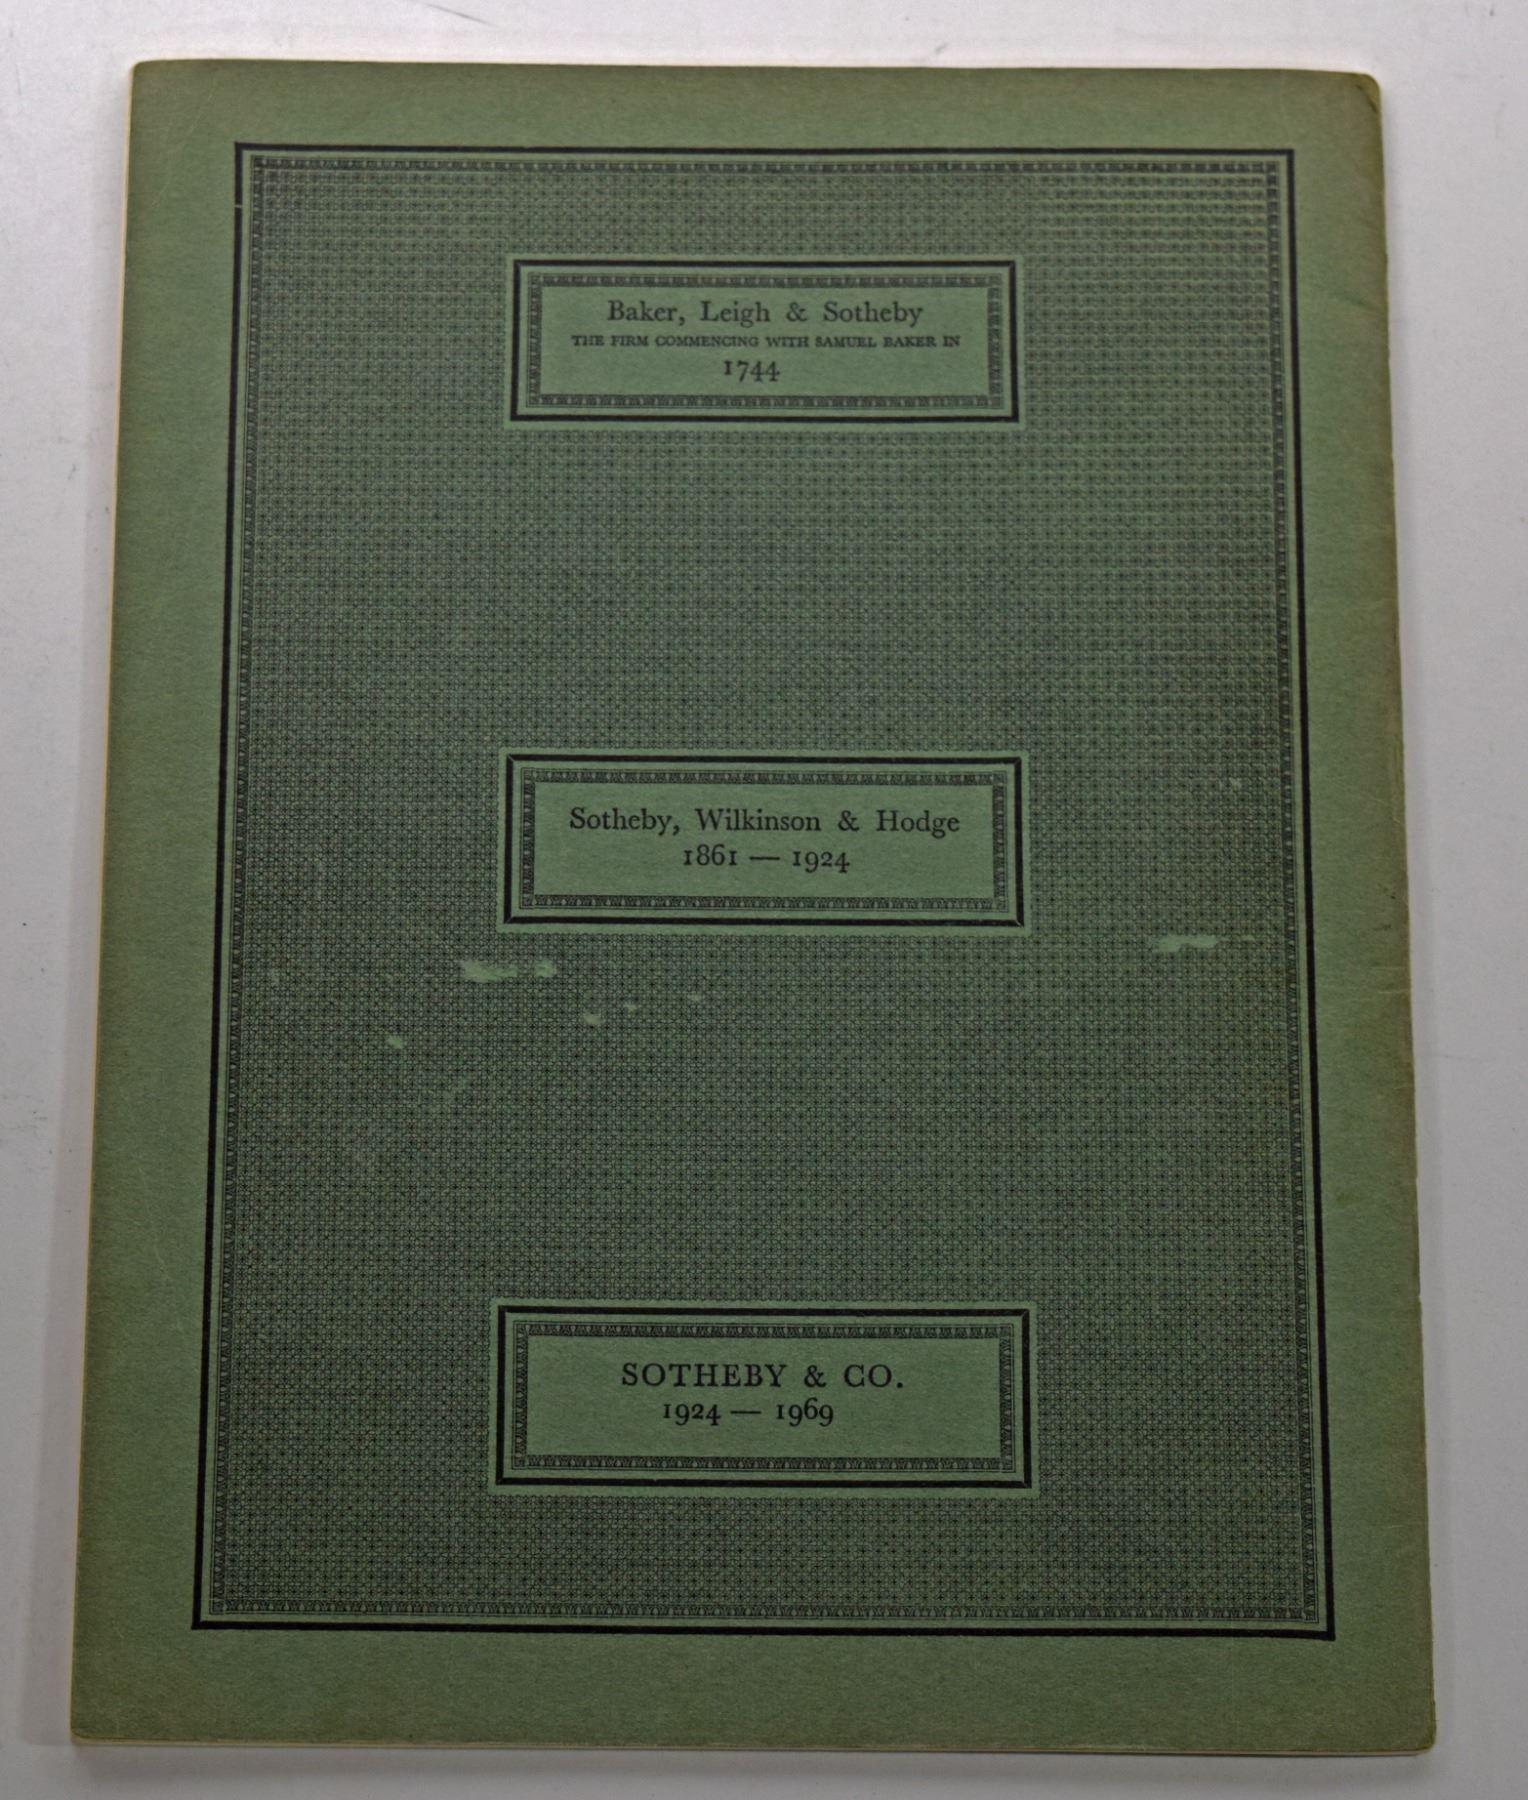 Baker, Leigh & Sotheby
THE FIRM COMMENCING WITH SAMUEL BAKER IN
1744
Sotheby, Wilkinson & Hodge
1861 — 1924
SOTHEBY & CO.
1924 — 1969